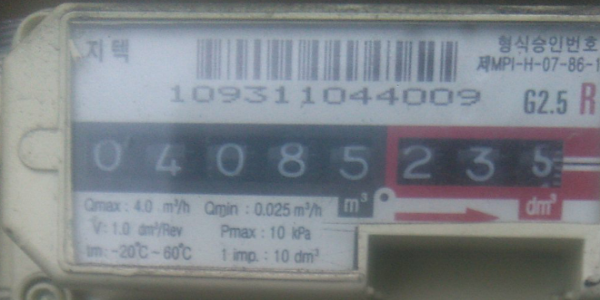 지텍
형식승인번호
제MPI-H-07-86-1
109311044009
G2.5 R
04085 235
m³ dm³
Qmax : 4.0 m³/h Qmin : 0.025 m³/h
V : 1.0 dm³/Rev Pmax : 10 kPa
tm : -20℃~60℃ 1 imp. : 10 dm³